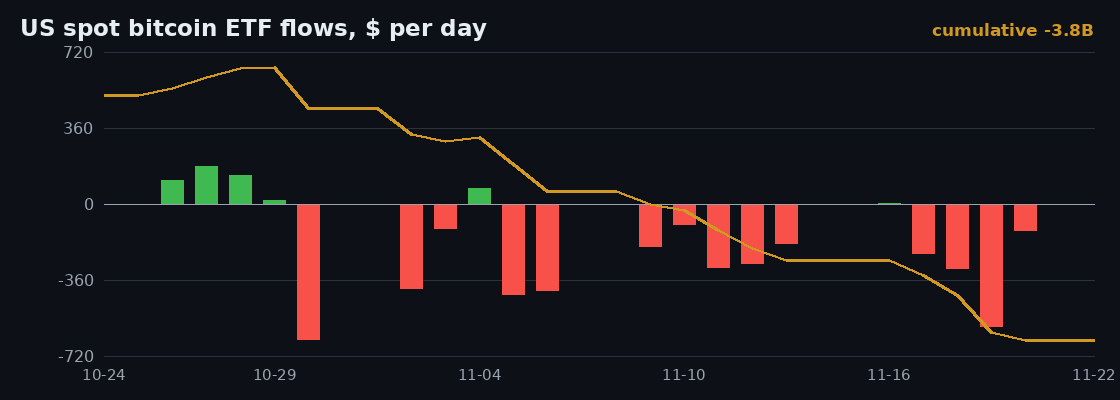 US spot bitcoin ETF flows, $ per day
cumulative -3.8B
720
360
0
-360
-720
10-24 10-29 11-04 11-10 11-16 11-22